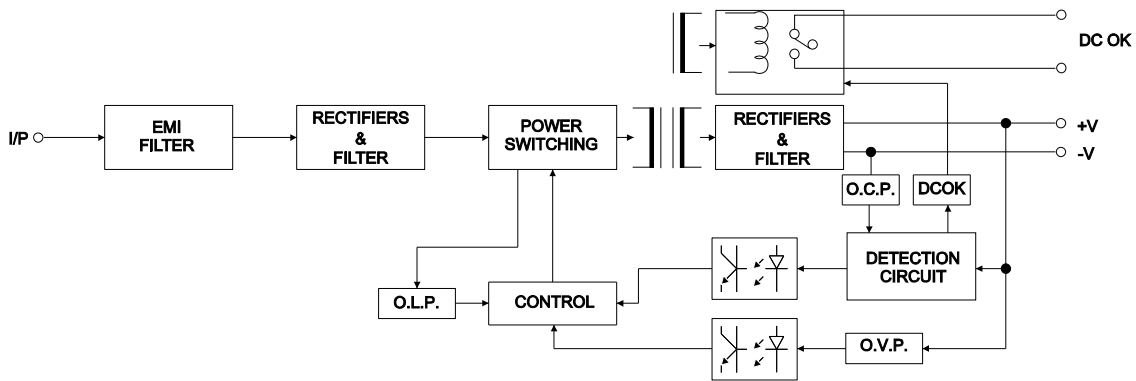 DC OK
I/P
EMI
FILTER
RECTIFIERS
&
FILTER
POWER
SWITCHING
RECTIFIERS
&
FILTER
+V
-V
O.C.P.
DCOK
DETECTION
CIRCUIT
O.L.P.
CONTROL
O.V.P.